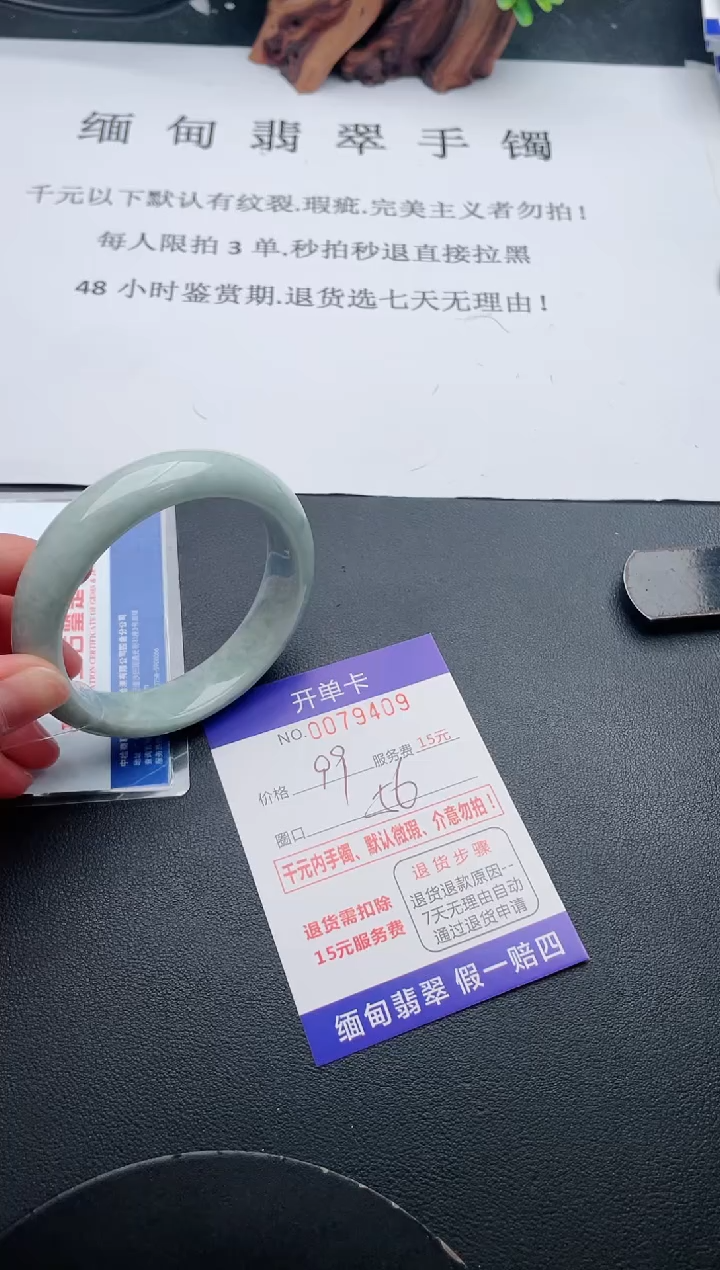 缅甸翡翠手镯
千元以下默认有纹裂.瑕疵.完美主义者勿拍！
每人限拍 3 单.秒拍秒退直接拉黑
48 小时鉴赏期.退货选七天无理由！
开单卡
NO.0079409
价格 99 服务费 15元
圈口 56
千元内手镯、默认微瑕、介意勿拍！
退货需扣除
15元服务费
退货步骤
退货退款原因--
7天无理由自动
通过退货申请
缅甸翡翠 假一赔四